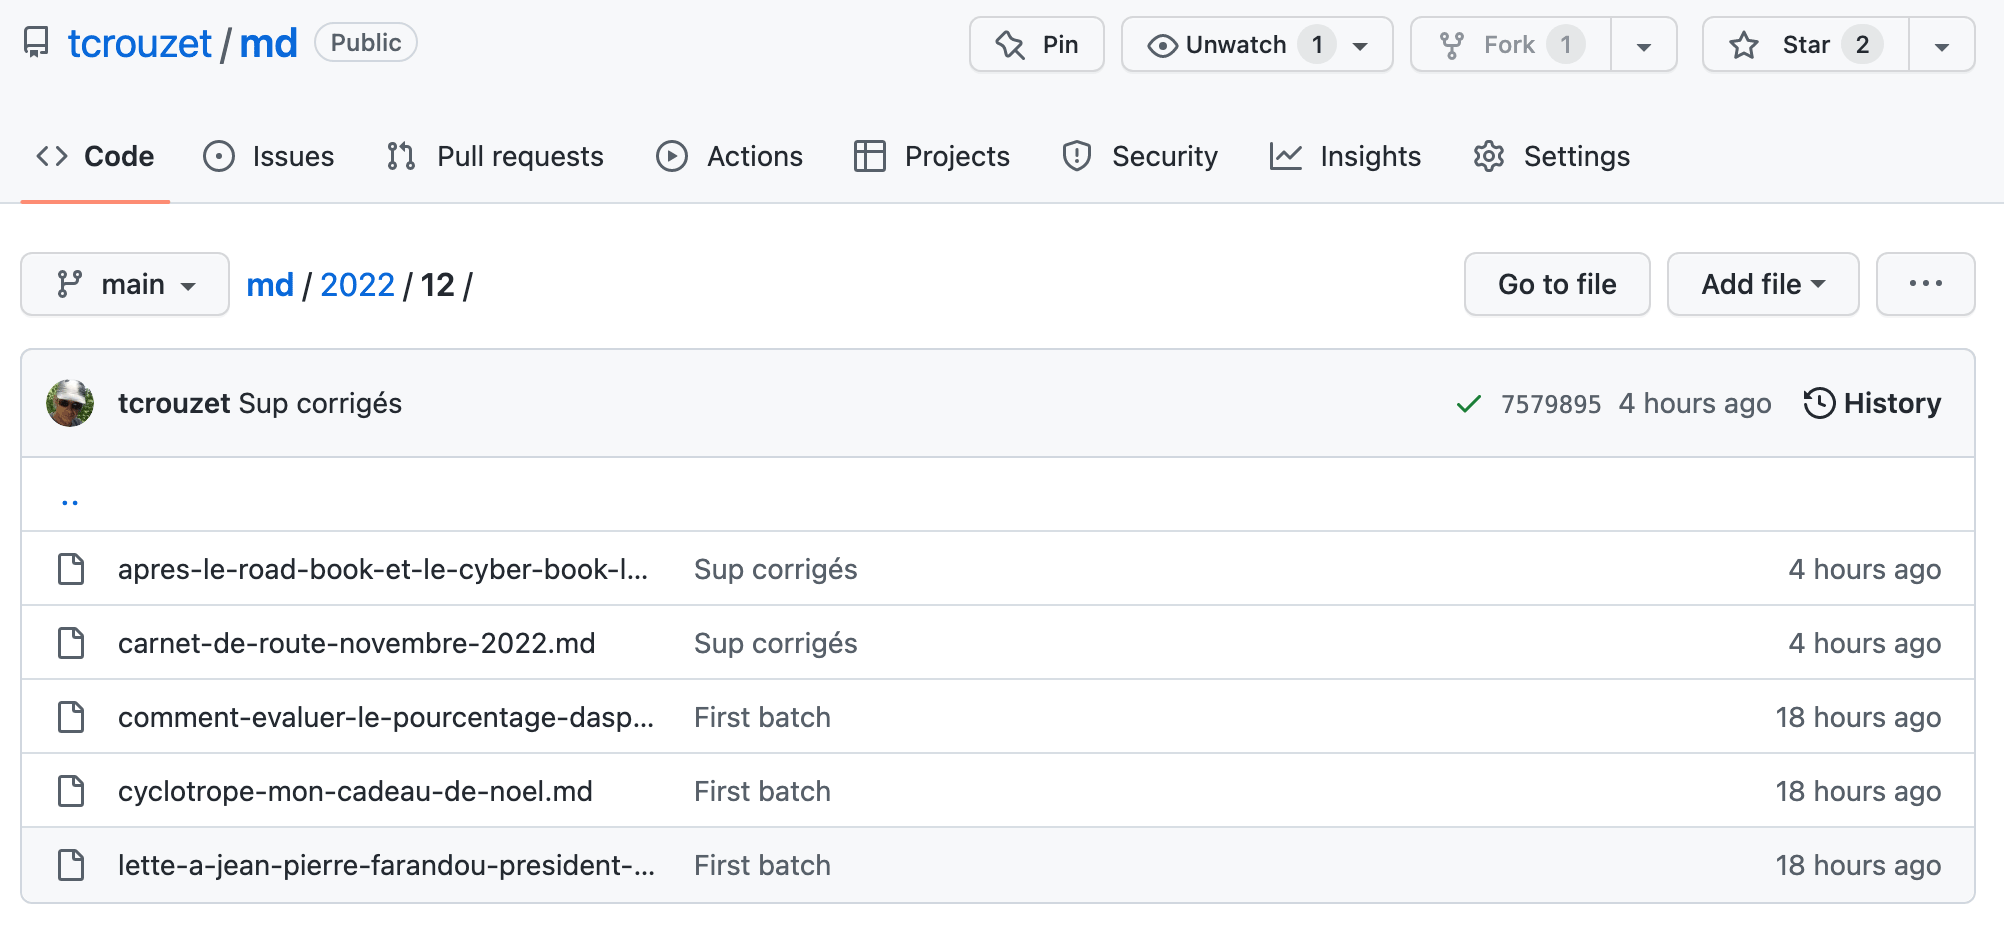 tcrouzet / md Public Pin Unwatch 1 Fork 1 Star 2
Code Issues Pull requests Actions Projects Security Insights Settings
main md / 2022 / 12 / Go to file Add file ...
tcrouzet Sup corrigés 7579895 4 hours ago History
..
apres-le-road-book-et-le-cyber-book-l... Sup corrigés 4 hours ago
carnet-de-route-novembre-2022.md Sup corrigés 4 hours ago
comment-evaluer-le-pourcentage-dasp... First batch 18 hours ago
cyclotrope-mon-cadeau-de-noel.md First batch 18 hours ago
lette-a-jean-pierre-farandou-president-... First batch 18 hours ago